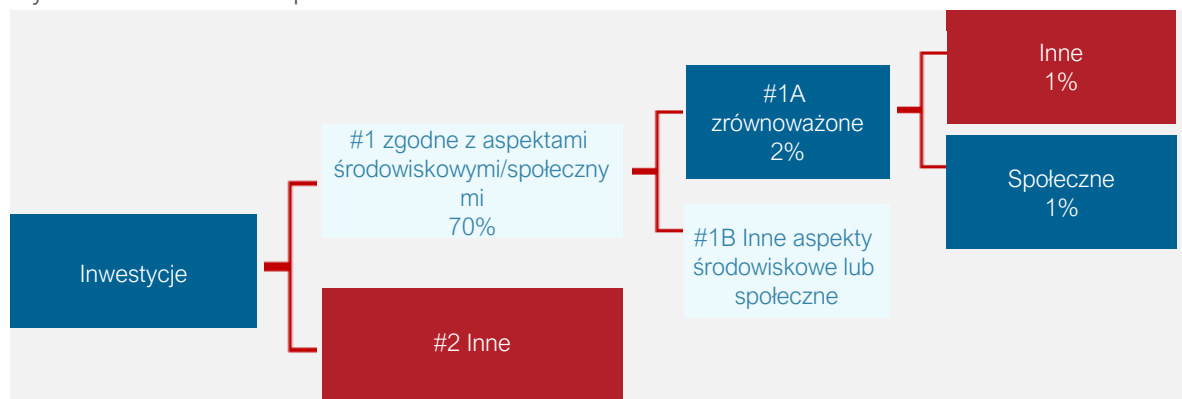 Inwestycje
#1 zgodne z aspektami
środowiskowymi/społeczny
mi
70%
#2 Inne
#1A
zrównoważone
2%
#1B Inne aspekty
środowiskowe lub
społeczne
Inne
1%
Społeczne
1%